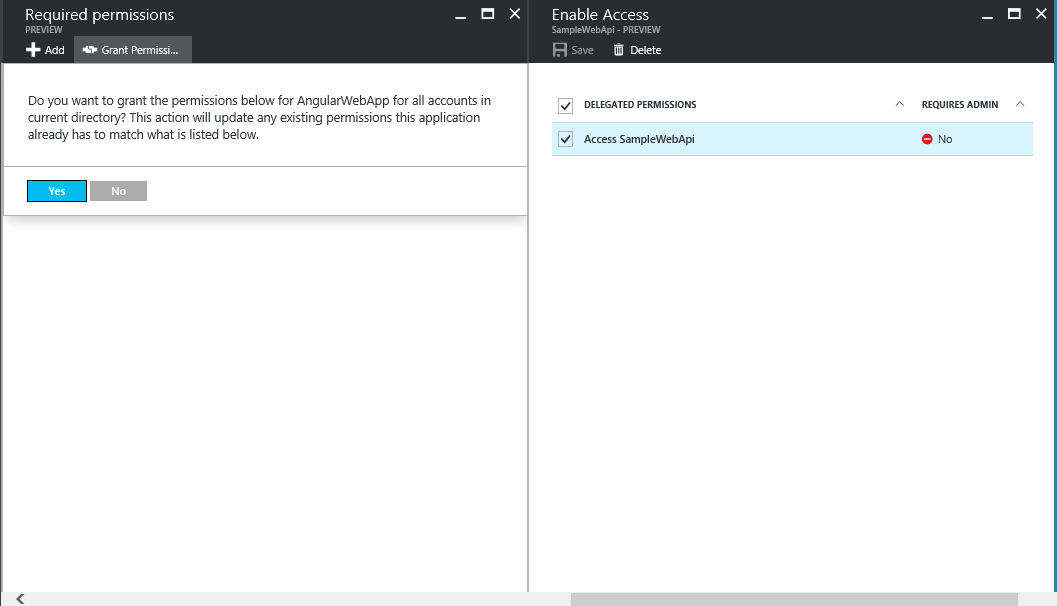 Required permissions
PREVIEW
Add Grant Permissi...
Do you want to grant the permissions below for AngularWebApp for all accounts in
current directory? This action will update any existing permissions this application
already has to match what is listed below.
Yes No
Enable Access
SampleWebApi - PREVIEW
Save Delete
DELEGATED PERMISSIONS REQUIRES ADMIN
Access SampleWebApi No